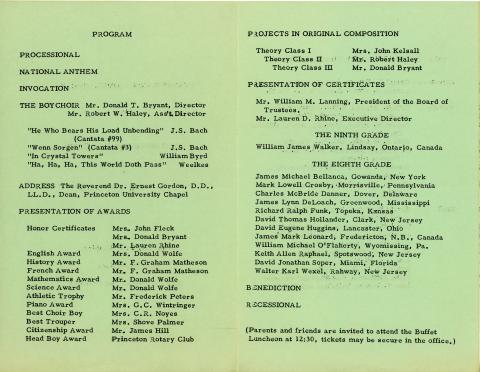 PROGRAM
PROCESSIONAL
NATIONAL ANTHEM
INVOCATION
THE BOYCHOIR Mr. Donald T. Bryant, Director
Mr. Robert W. Haley, Ass't Director
"He Who Bears His Load Unbending" J.S. Bach
(Cantata #99)
"Wenn Sorgen" (Cantata #3) J.S. Bach
"In Crystal Towers" William Byrd
"Ha, Ha, Ha, This World Doth Pass" Weelkes
ADDRESS The Reverend Dr. Ernest Gordon, D.D.,
LL.D., Dean, Princeton University Chapel
PRESENTATION OF AWARDS
Honor Certificates Mrs. John Fleck
Mrs. Donald Bryant
Mr. Lauren Rhine
English Award Mrs. Donald Wolfe
History Award Mr. F. Graham Matheson
French Award Mr. F. Graham Matheson
Mathematics Award Mr. Donald Wolfe
Science Award Mr. Donald Wolfe
Athletic Trophy Mr. Frederick Peters
Piano Award Mrs. G.C. Wintringer
Best Choir Boy Mrs. C.R. Noyes
Best Trouper Mrs. Shove Palmer
Citizenship Award Mr. James Hill
Head Boy Award Princeton Rotary Club
PROJECTS IN ORIGINAL COMPOSITION
Theory Class I Mrs. John Kelsall
Theory Class II Mr. Robert Haley
Theory Class III Mr. Donald Bryant
PRESENTATION OF CERTIFICATES
Mr. William M. Lanning, President of the Board of
Trustees.
Mr. Lauren D. Rhine, Executive Director
THE NINTH GRADE
William James Walker, Lindsay, Ontario, Canada
THE EIGHTH GRADE
James Michael Bellanca, Gowanda, New York
Mark Lowell Crosby, Morrisville, Pennsylvania
Charles McBride Danner, Dover, Delaware
James Lynn DeLoach, Greenwood, Mississippi
Richard Ralph Funk, Topeka, Kansas
David Thomas Hollander, Clark, New Jersey
David Eugene Huggins, Lancaster, Ohio
James Mark Leonard, Fredericton, N.B., Canada
William Michael O'Flaherty, Wyomissing, Pa.
Keith Allen Raphael, Spotswood, New Jersey
David Jonathan Soper, Miami, Florida
Walter Karl Wexel, Rahway, New Jersey
BENEDICTION
RECESSIONAL
(Parents and friends are invited to attend the Buffet
Luncheon at 12:30, tickets may be secure in the office.)